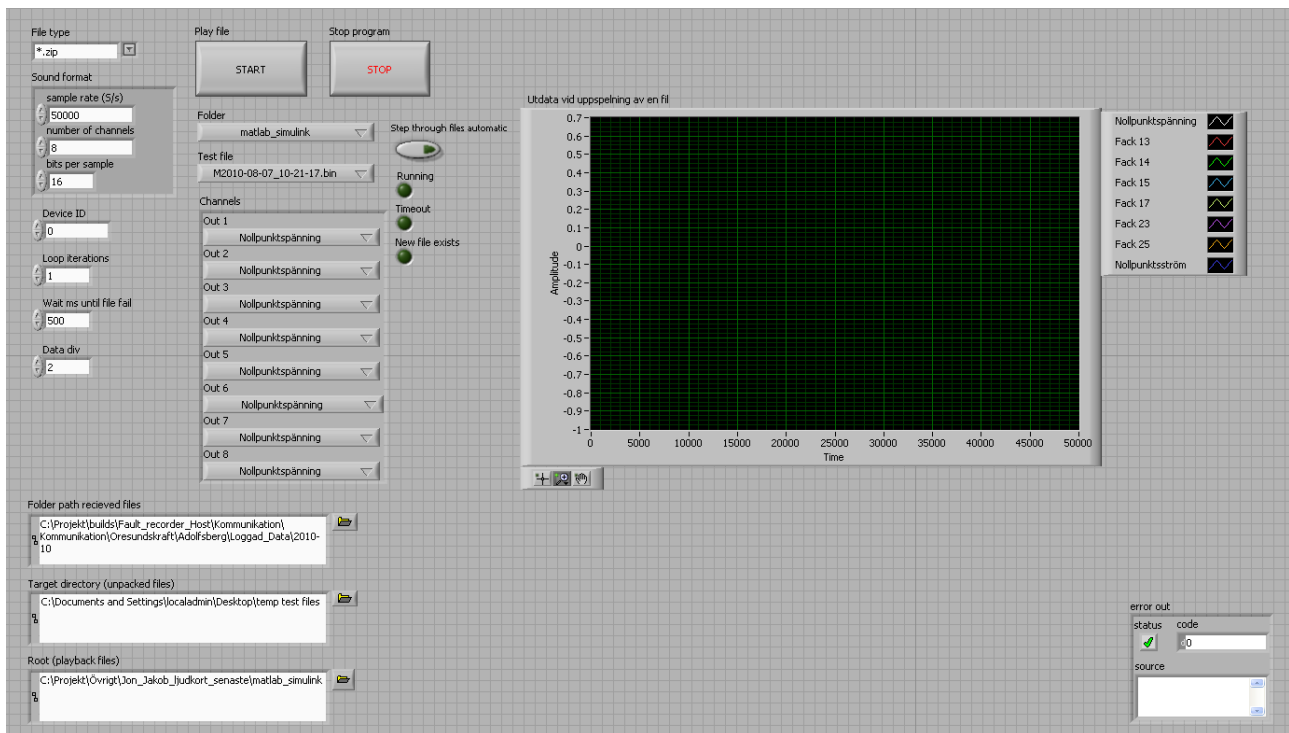 File type
*.zip
Play file
START
Stop program
STOP
Sound format
sample rate (S/s)
50000
number of channels
8
bits per sample
16
Device ID
0
Loop iterations
1
Wait ms until file fail
500
Data div
2
Folder
matlab_simulink
Test file
M2010-08-07_10-21-17.bin
Channels
Out 1
Nollpunktspänning
Out 2
Nollpunktspänning
Out 3
Nollpunktspänning
Out 4
Nollpunktspänning
Out 5
Nollpunktspänning
Out 6
Nollpunktspänning
Out 7
Nollpunktspänning
Out 8
Nollpunktspänning
Step through files automatic
Running
Timeout
New file exists
Utdata vid uppspelning av en fil
Amplitude
0.7
0.6
0.5
0.4
0.3
0.2
0.1
0
-0.1
-0.2
-0.3
-0.4
-0.5
-0.6
-0.7
-0.8
-0.9
-1
0 5000 10000 15000 20000 25000 30000 35000 40000 45000 50000
Time
Nollpunktspänning
Fack 13
Fack 14
Fack 15
Fack 17
Fack 23
Fack 25
Nollpunktsström
Folder path recieved files
C:\Projekt\builds\Fault_recorder_Host\Kommunikation\
Kommunikation\Oresundskraft\Adolfsberg\Loggad_Data\2010-
10
Target directory (unpacked files)
C:\Documents and Settings\localadmin\Desktop\temp test files
Root (playback files)
C:\Projekt\Övrigt\Jon_Jakob_ljudkort_senaste\matlab_simulink
error out
status
code
0
source